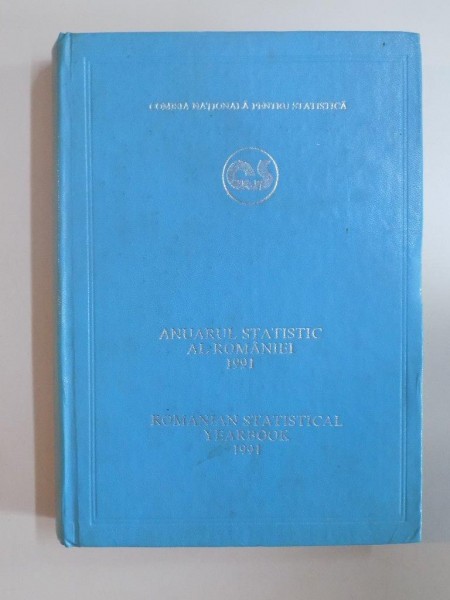 COMISIA NAȚIONALĂ PENTRU STATISTICĂ
ANUARUL STATISTIC
AL ROMÂNIEI
1991
ROMANIAN STATISTICAL
YEARBOOK
1991